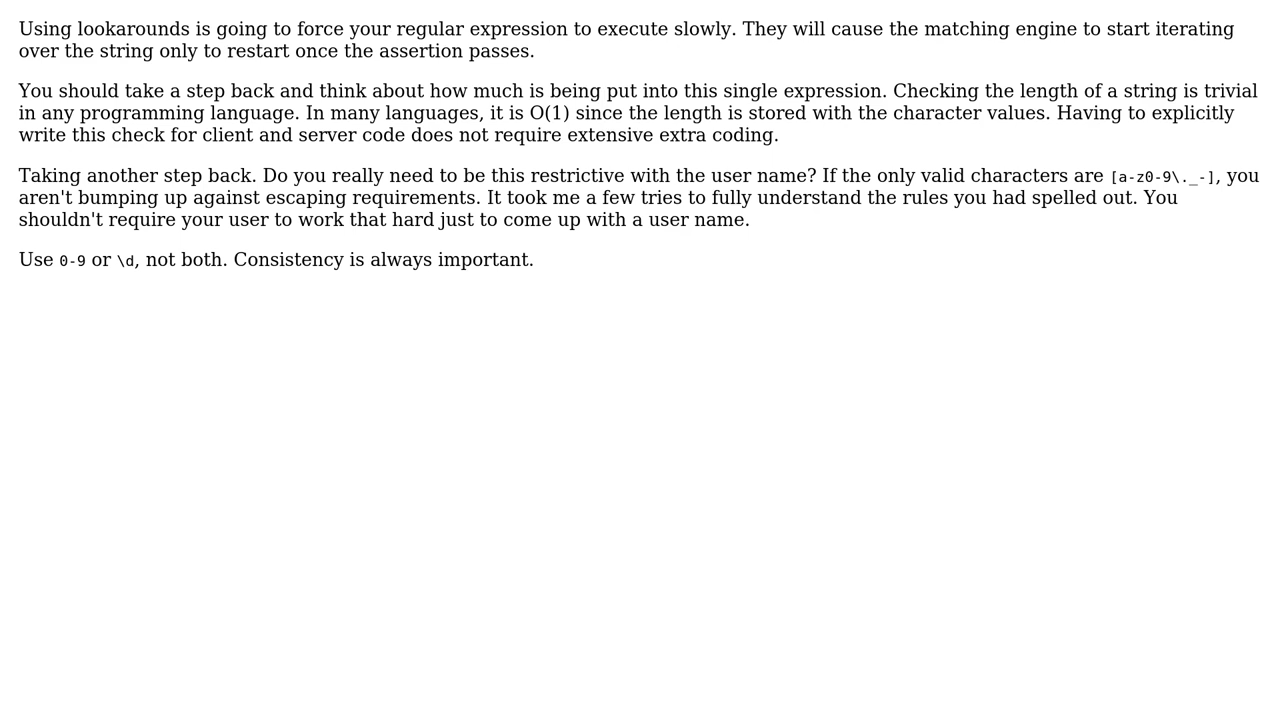 Using lookarounds is going to force your regular expression to execute slowly. They will cause the matching engine to start iterating
over the string only to restart once the assertion passes.
You should take a step back and think about how much is being put into this single expression. Checking the length of a string is trivial
in any programming language. In many languages, it is O(1) since the length is stored with the character values. Having to explicitly
write this check for client and server code does not require extensive extra coding.
Taking another step back. Do you really need to be this restrictive with the user name? If the only valid characters are [a-z0-9\._-], you
aren't bumping up against escaping requirements. It took me a few tries to fully understand the rules you had spelled out. You
shouldn't require your user to work that hard just to come up with a user name.
Use 0-9 or \d, not both. Consistency is always important.